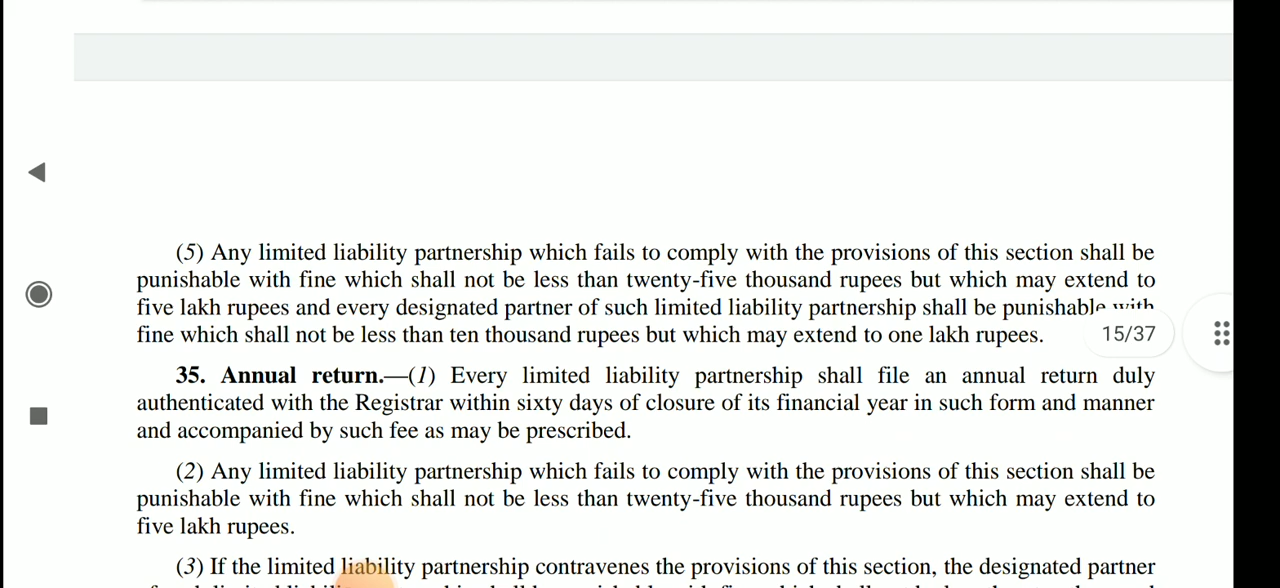 (5) Any limited liability partnership which fails to comply with the provisions of this section shall be
punishable with fine which shall not be less than twenty-five thousand rupees but which may extend to
five lakh rupees and every designated partner of such limited liability partnership shall be punishable with
fine which shall not be less than ten thousand rupees but which may extend to one lakh rupees.
15/37
35. Annual return.—(1) Every limited liability partnership shall file an annual return duly
authenticated with the Registrar within sixty days of closure of its financial year in such form and manner
and accompanied by such fee as may be prescribed.
(2) Any limited liability partnership which fails to comply with the provisions of this section shall be
punishable with fine which shall not be less than twenty-five thousand rupees but which may extend to
five lakh rupees.
(3) If the limited liability partnership contravenes the provisions of this section, the designated partner